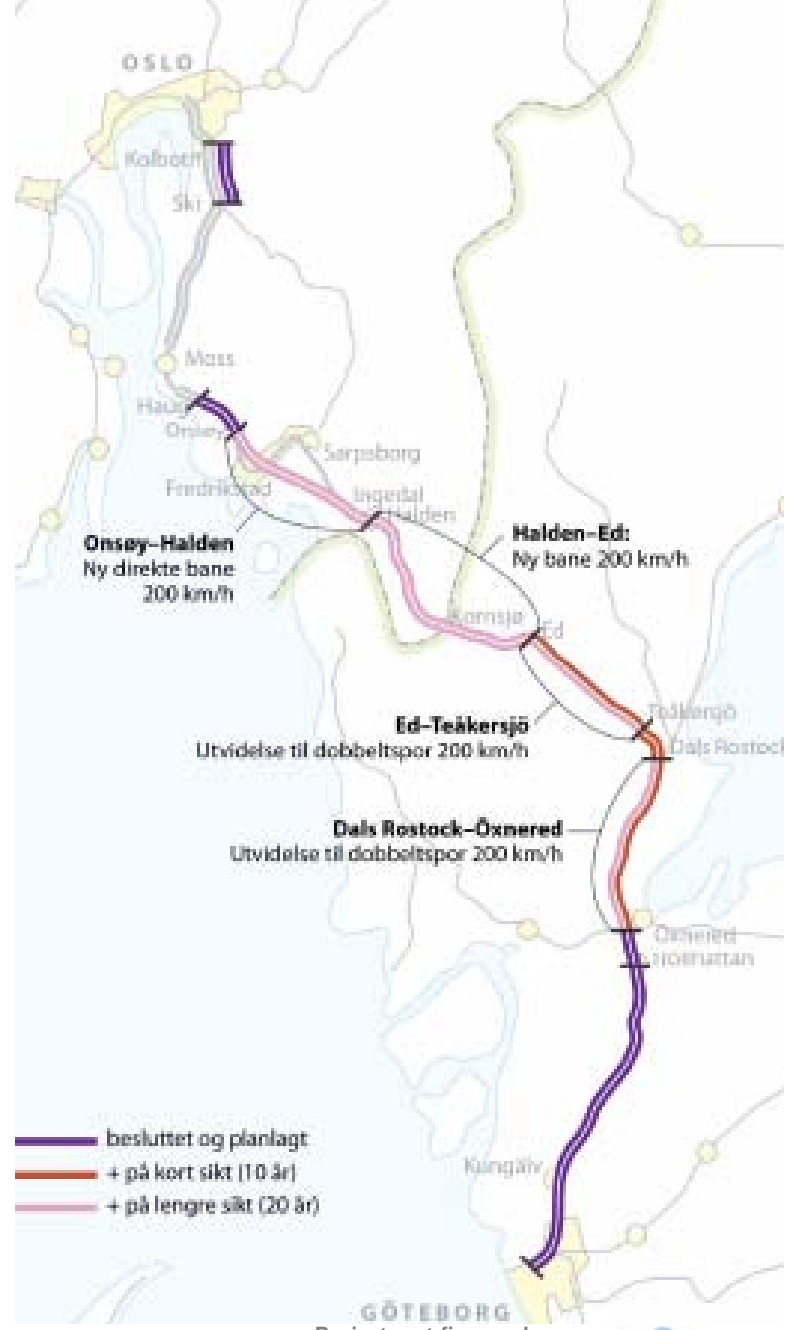 OSLO
Kolbotn
Ski
Moss
Haug
Onsøy
Sarpsborg
Fredrikstad
Ingedal
Halden
Onsøy–Halden
Ny direkte bane
200 km/h
Halden–Ed:
Ny bane 200 km/h
Kornsjø
Ed
Teåkersjö
Ed–Teåkersjö
Utvidelse til dobbeltspor 200 km/h
Dals Rostock
Dals Rostock–Öxnered
Utvidelse til dobbeltspor 200 km/h
Öxnered
besluttet og planlagt
+ på kort sikt (10 år)
+ på lengre sikt (20 år)
Kungälv
GÖTEBORG